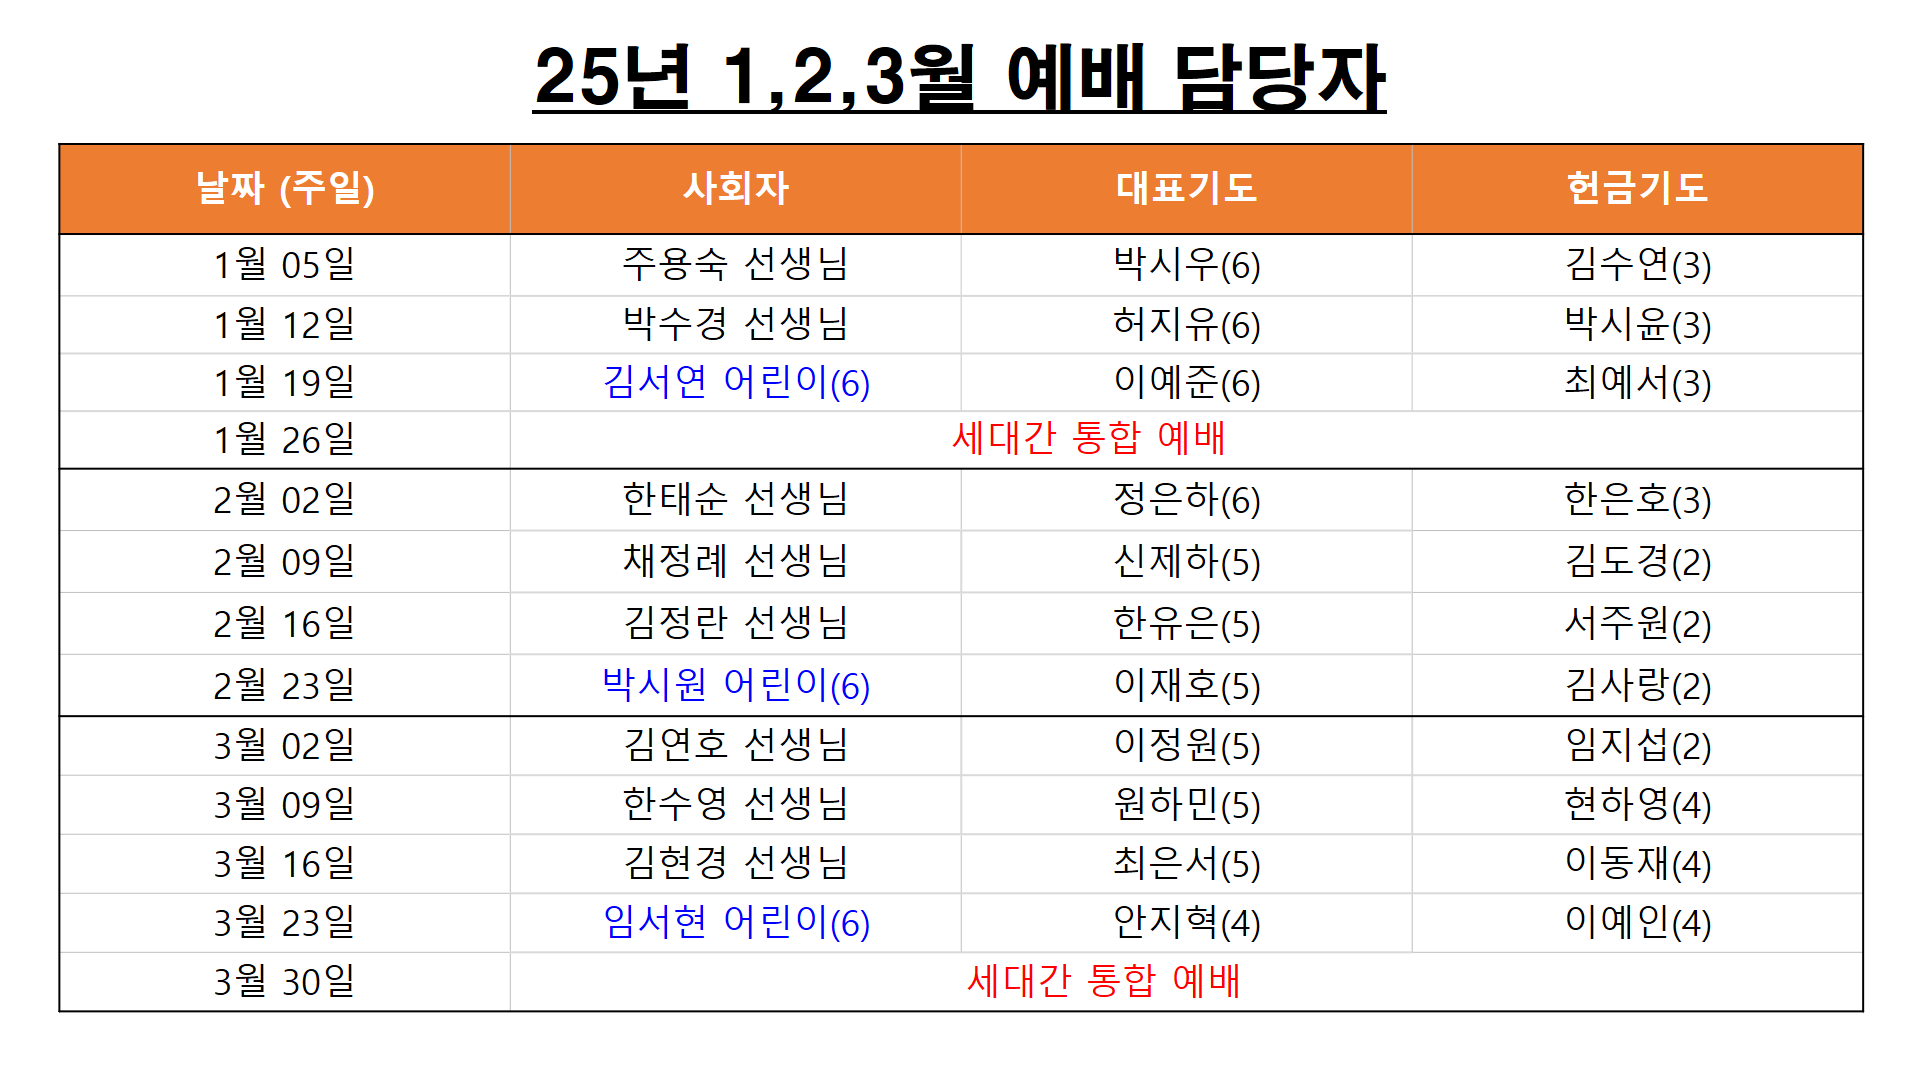 25년 1,2,3월 예배 담당자
날짜 (주일) 사회자 대표기도 헌금기도
1월 05일 주용숙 선생님 박시우(6) 김수연(3)
1월 12일 박수경 선생님 허지유(6) 박시윤(3)
1월 19일 김서연 어린이(6) 이예준(6) 최예서(3)
1월 26일 세대간 통합 예배
2월 02일 한태순 선생님 정은하(6) 한은호(3)
2월 09일 채정례 선생님 신제하(5) 김도경(2)
2월 16일 김정란 선생님 한유은(5) 서주원(2)
2월 23일 박시원 어린이(6) 이재호(5) 김사랑(2)
3월 02일 김연호 선생님 이정원(5) 임지섭(2)
3월 09일 한수영 선생님 원하민(5) 현하영(4)
3월 16일 김현경 선생님 최은서(5) 이동재(4)
3월 23일 임서현 어린이(6) 안지혁(4) 이예인(4)
3월 30일 세대간 통합 예배